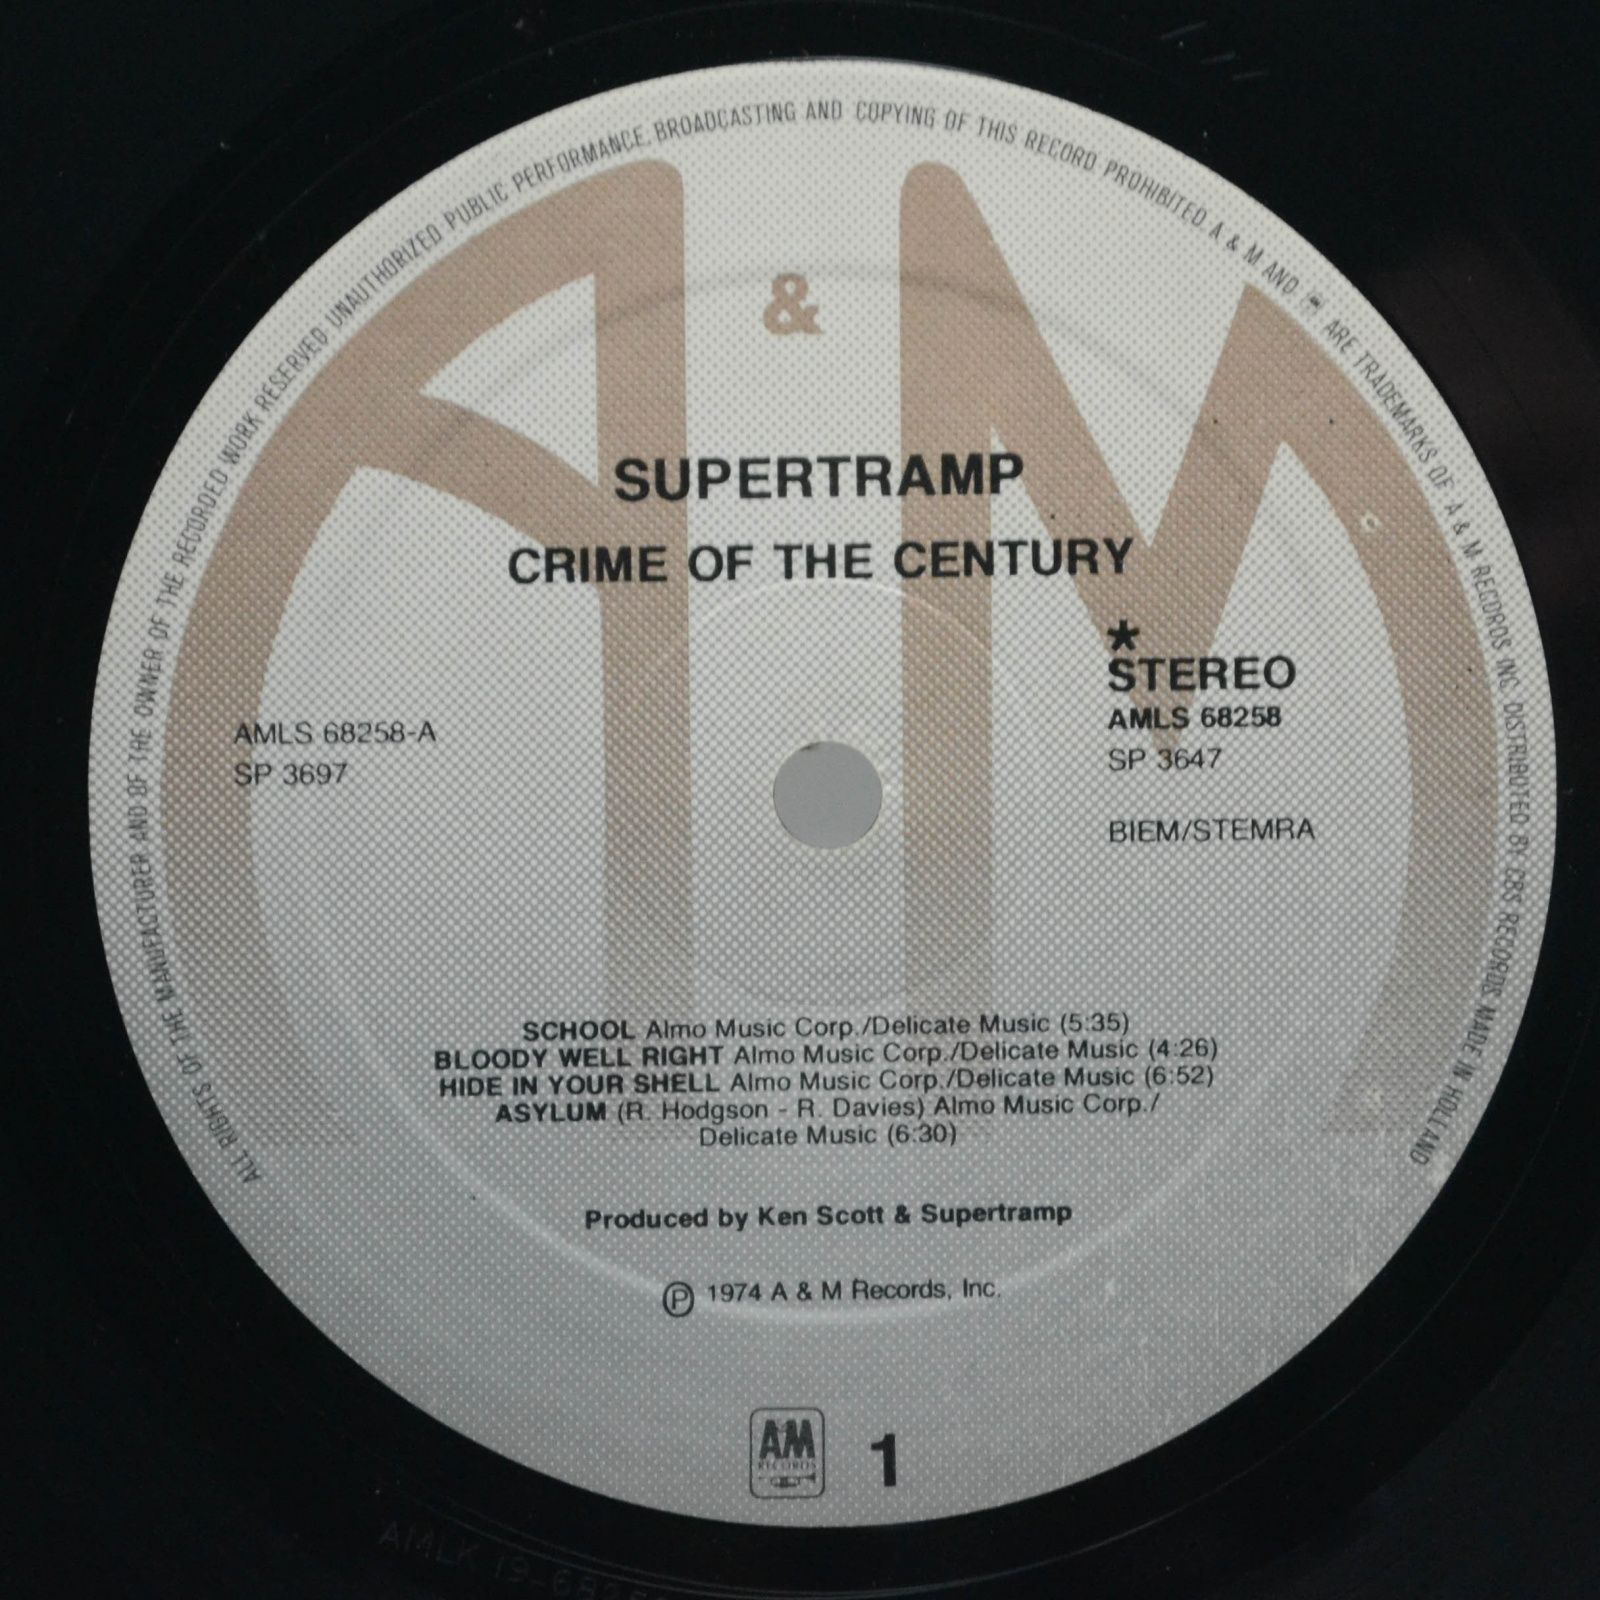 ALL RIGHTS OF THE MANUFACTURER AND OF THE OWNER OF THE RECORDED WORK RESERVED UNAUTHORIZED PUBLIC PERFORMANCE, BROADCASTING AND COPYING OF THIS RECORD PROHIBITED A & M AND ARE TRADEMARKS OF A & M RECORDS INC. DISTRIBUTED BY CBS RECORDS MADE IN HOLLAND
A & M
SUPERTRAMP
CRIME OF THE CENTURY
*
STEREO
AMLS 68258-A
AMLS 68258
SP 3697
SP 3647
BIEM/STEMRA
SCHOOL Almo Music Corp./Delicate Music (5:35)
BLOODY WELL RIGHT Almo Music Corp./Delicate Music (4:26)
HIDE IN YOUR SHELL Almo Music Corp./Delicate Music (6:52)
ASYLUM (R. Hodgson - R. Davies) Almo Music Corp./
Delicate Music (6:30)
Produced by Ken Scott & Supertramp
Ⓟ 1974 A & M Records, Inc.
AM
RECORDS
1